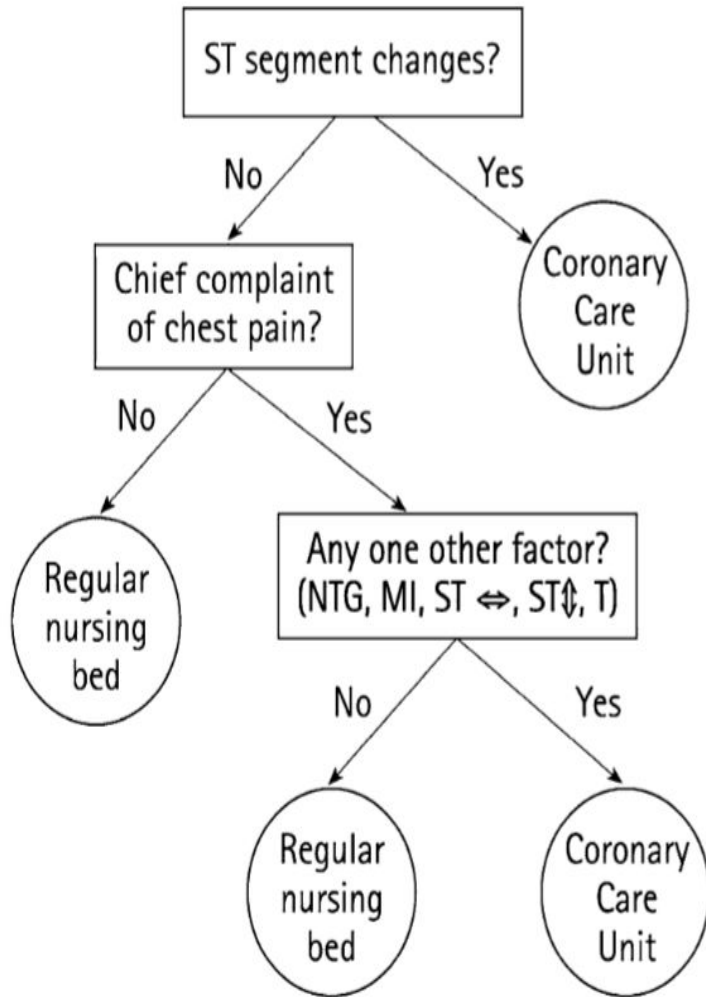 ST segment changes?
No
Yes
Chief complaint
of chest pain?
Coronary
Care
Unit
No
Yes
Regular
nursing
bed
Any one other factor?
(NTG, MI, ST ⇔, ST⇕, T)
No
Yes
Regular
nursing
bed
Coronary
Care
Unit